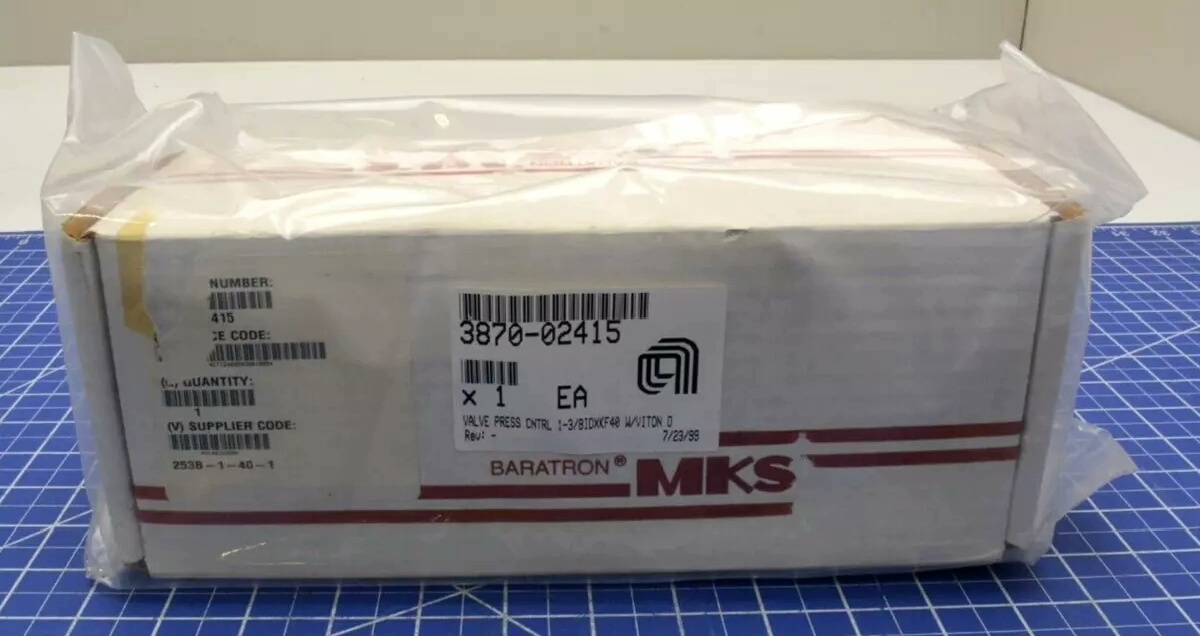 NUMBER:
415
CE CODE:
QUANTITY:
1
(V) SUPPLIER CODE:
253B-1-40-1
3870-02415
x 1 EA
VALVE PRESS CNTRL 1-3/8IDXKF40 W/VITON O
Rev: - 7/23/99
BARATRON® MKS